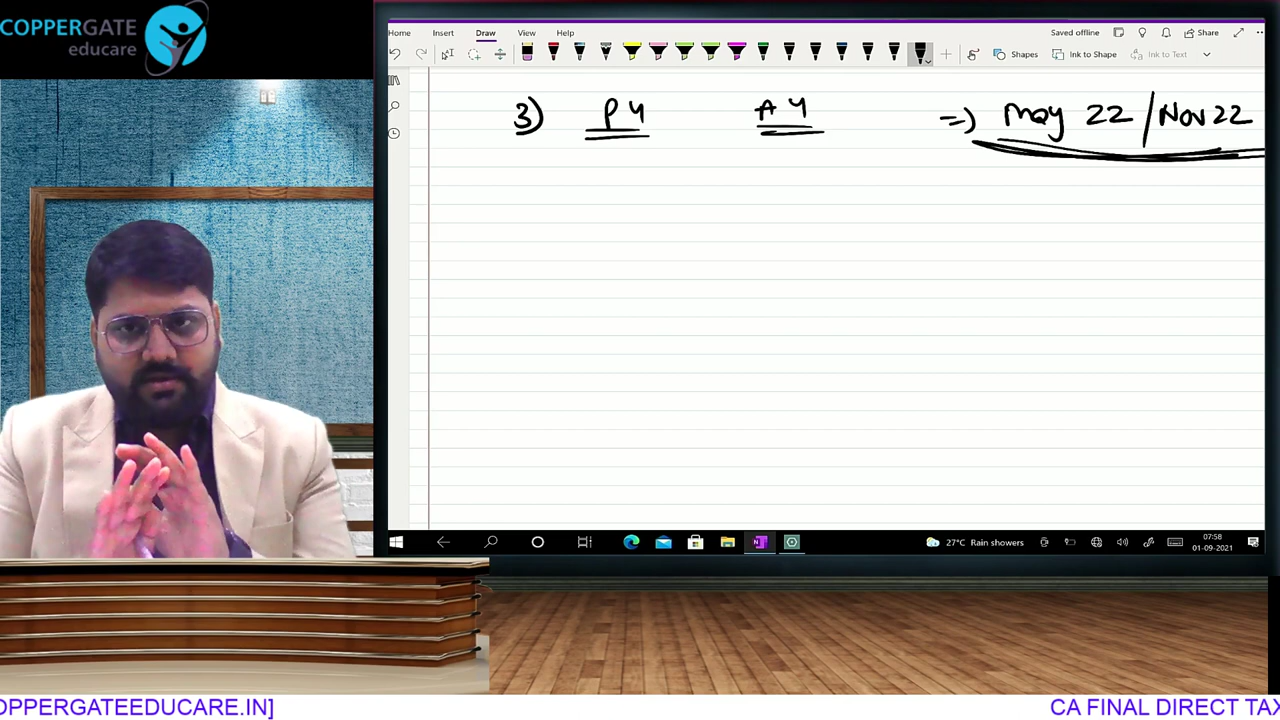 COPPERGATE
educare
Home Insert Draw View Help
Saved offline
Share
Shapes
Ink to Shape
Ink to Text
3) PY AY => May 22 / Nov 22
27°C Rain showers
07:58
01-09-2021
OPPERGATEEDUCARE.IN]
CA FINAL DIRECT TAX